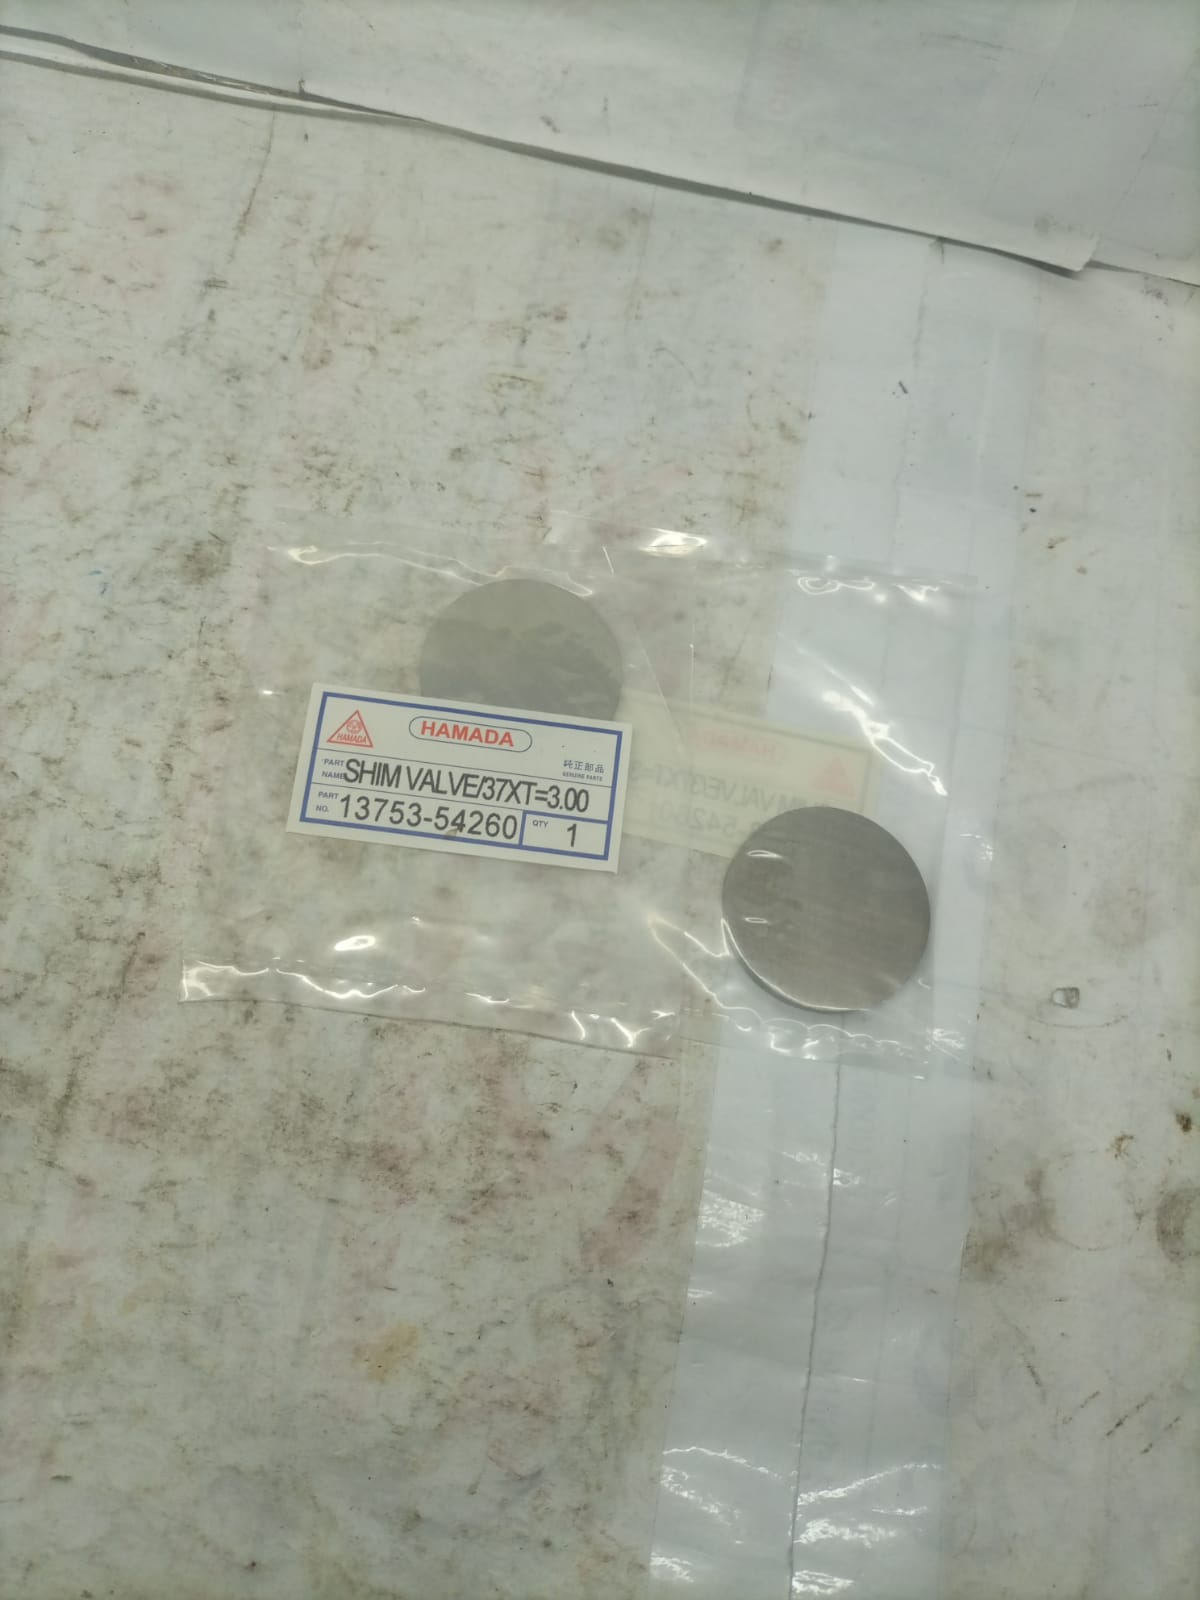 HAMADA
HAMADA
純正部品
GENUINE PARTS
PART NAME SHIM VALVE/37XT=3.00
PART NO. 13753-54260 QTY 1